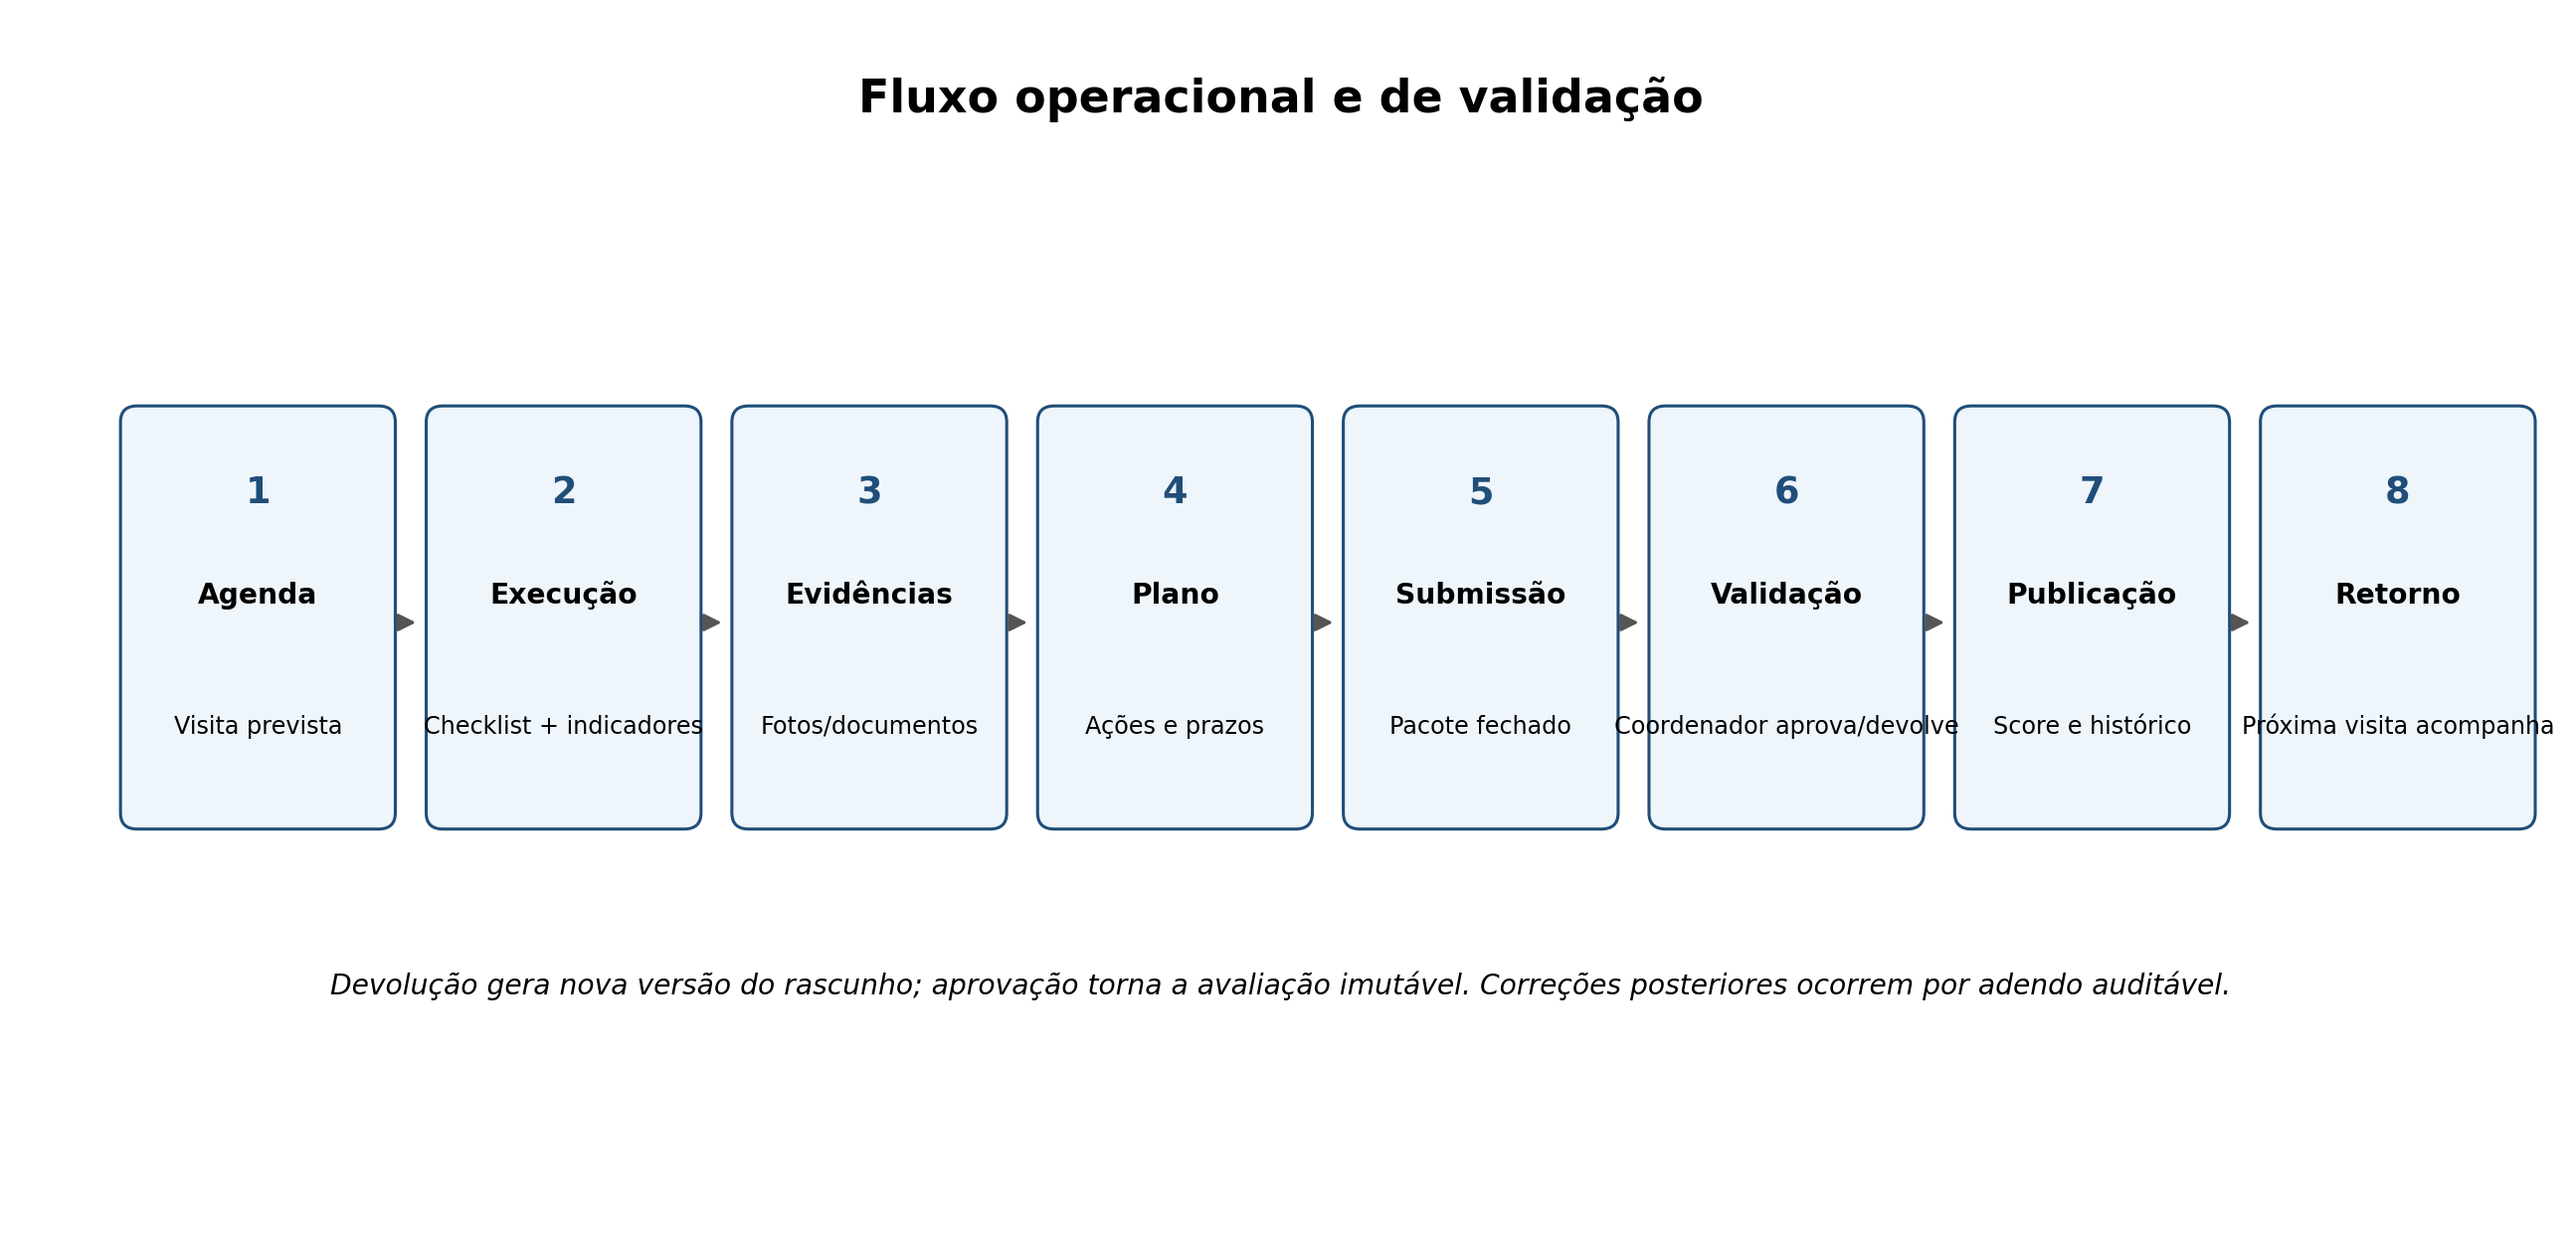 Fluxo operacional e de validação
1
Agenda
Visita prevista
2
Execução
Checklist + indicadores
3
Evidências
Fotos/documentos
4
Plano
Ações e prazos
5
Submissão
Pacote fechado
6
Validação
Coordenador aprova/devolve
7
Publicação
Score e histórico
8
Retorno
Próxima visita acompanha
Devolução gera nova versão do rascunho; aprovação torna a avaliação imutável. Correções posteriores ocorrem por adendo auditável.